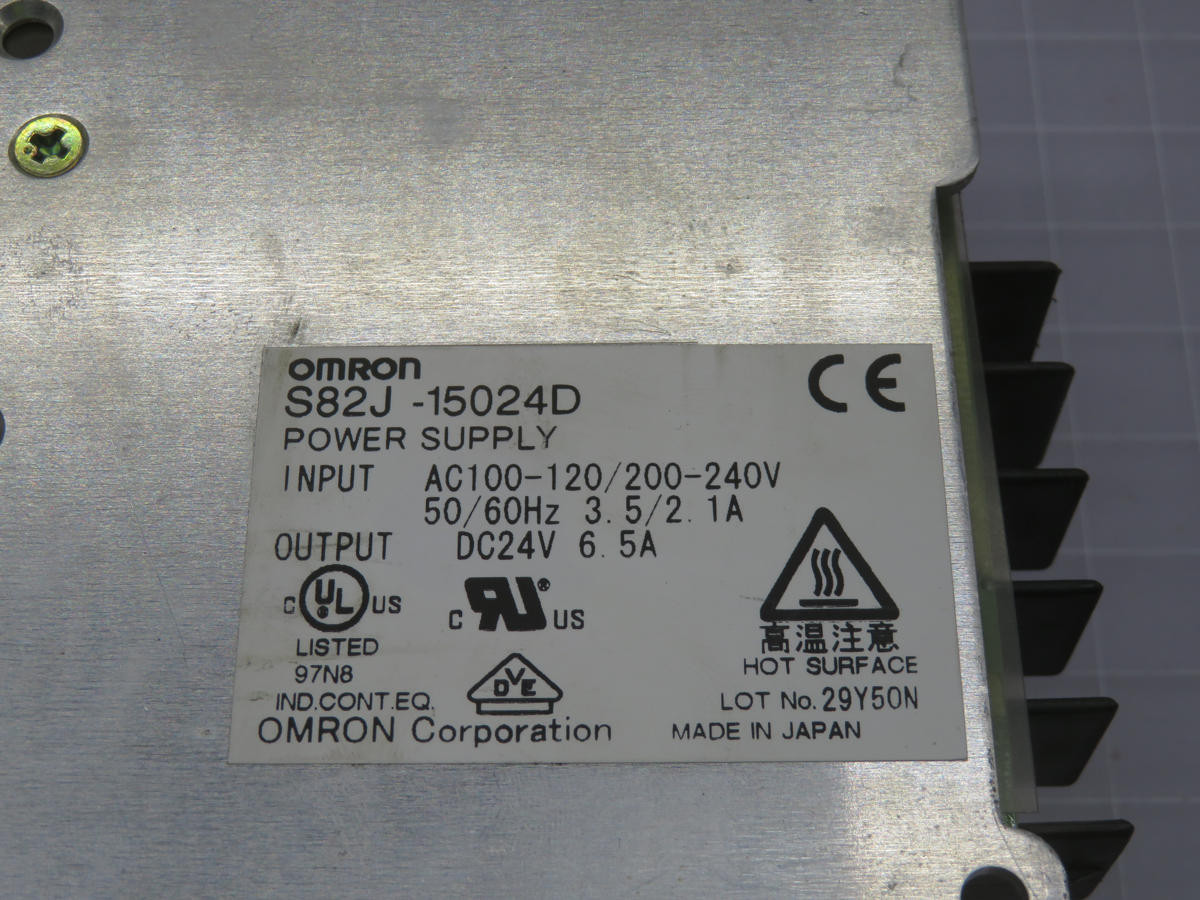 OMRON
CE
S82J -15024D
POWER SUPPLY
INPUT AC100-120/200-240V
50/60Hz 3.5/2.1A
OUTPUT DC24V 6.5A
C UL US
C RU US
LISTED
97N8
IND.CONT.EQ.
DVE
高温注意
HOT SURFACE
LOT No. 29Y50N
OMRON Corporation
MADE IN JAPAN